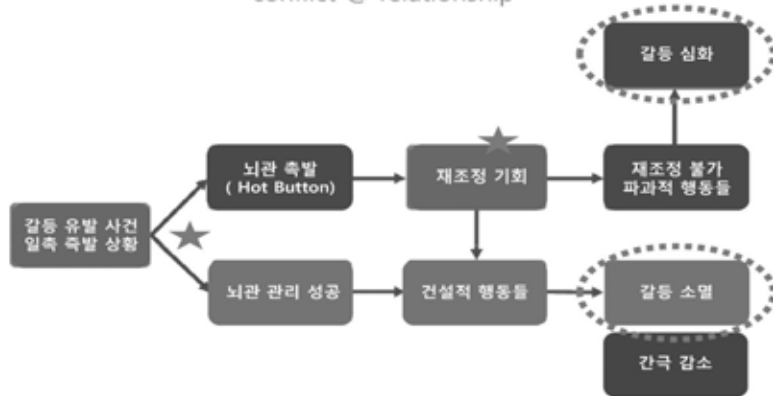 conflict @ relationship
갈등 심화
뇌관 촉발
( Hot Button)
재조정 기회
재조정 불가
파과적 행동들
갈등 유발 사건
일촉 즉발 상황
뇌관 관리 성공
건설적 행동들
갈등 소멸
간극 감소